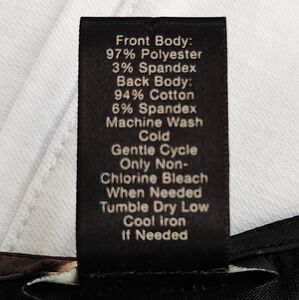 Front Body:
97% Polyester
3% Spandex
Back Body:
94% Cotton
6% Spandex
Machine Wash
Cold
Gentle Cycle
Only Non-
Chlorine Bleach
When Needed
Tumble Dry Low
Cool Iron
If Needed